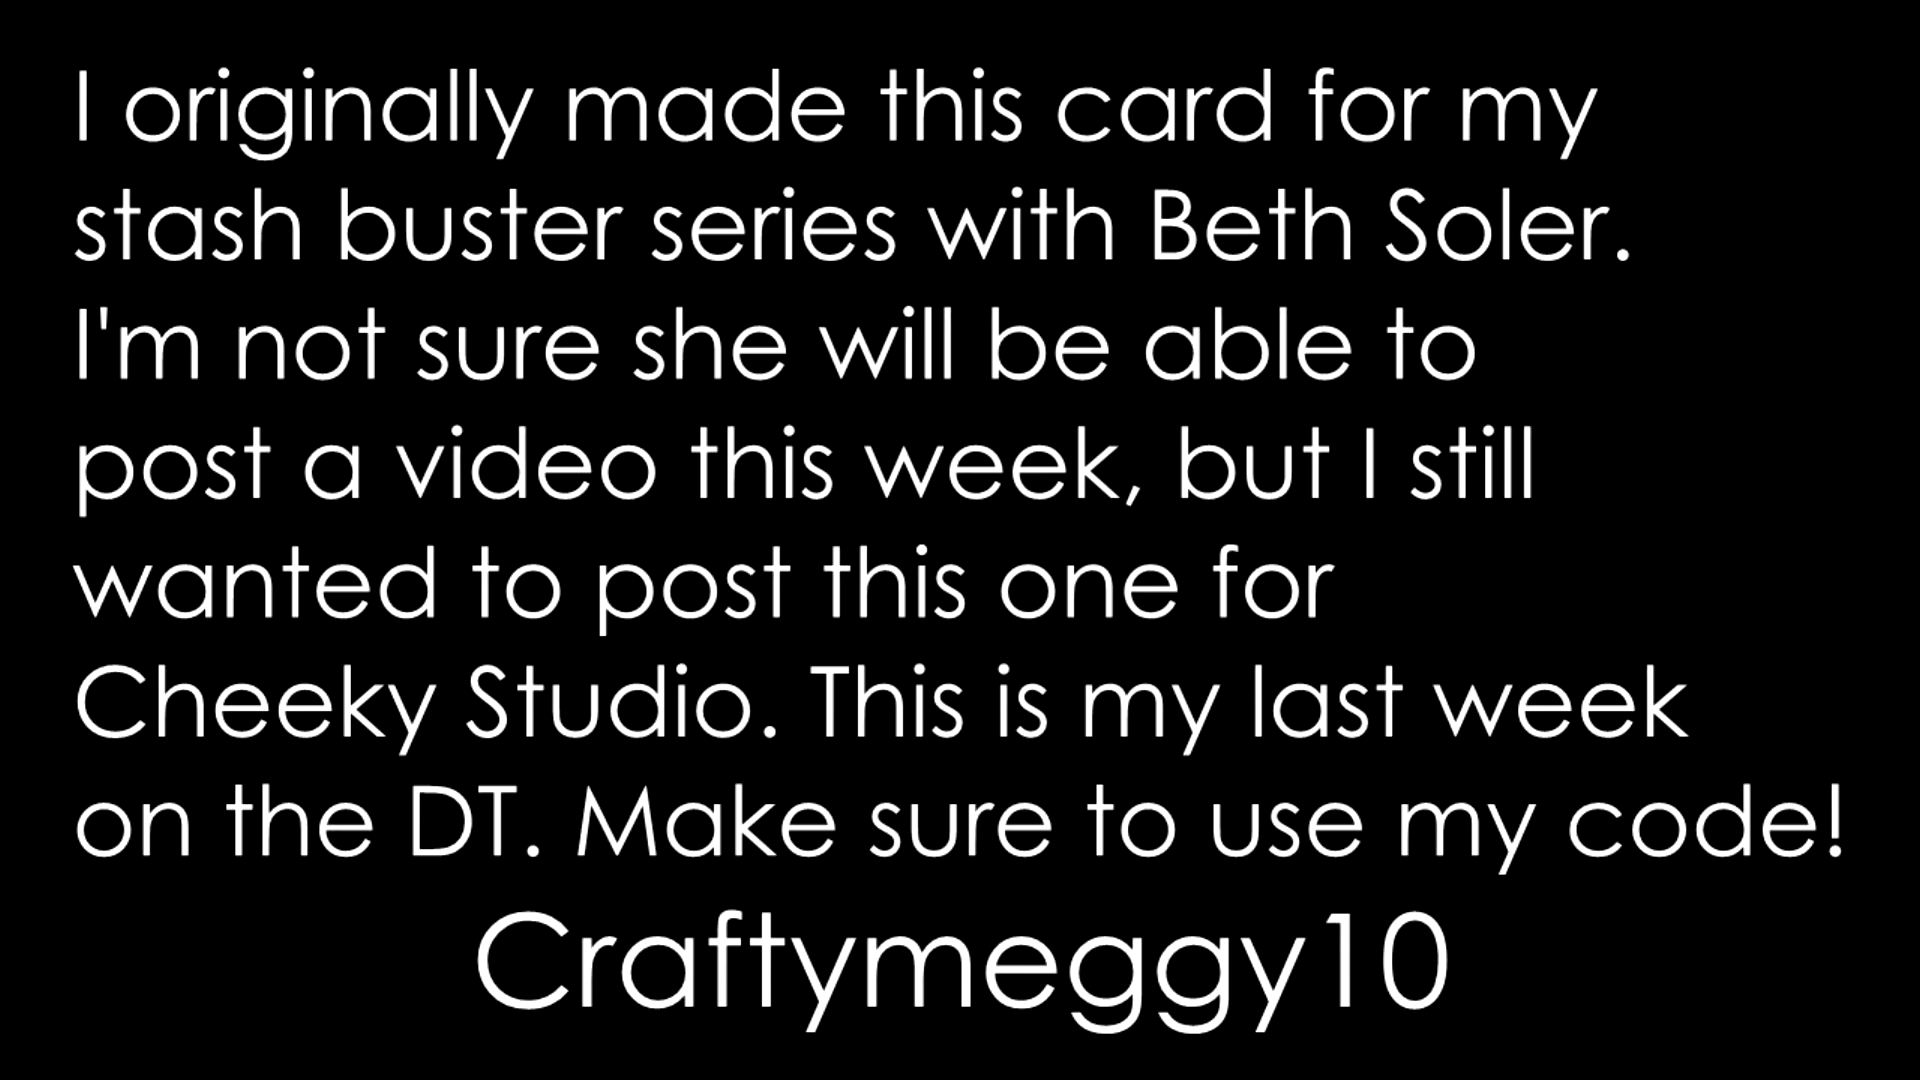 I originally made this card for my
stash buster series with Beth Soler.
I'm not sure she will be able to
post a video this week, but I still
wanted to post this one for
Cheeky Studio. This is my last week
on the DT. Make sure to use my code!
Craftymeggy10